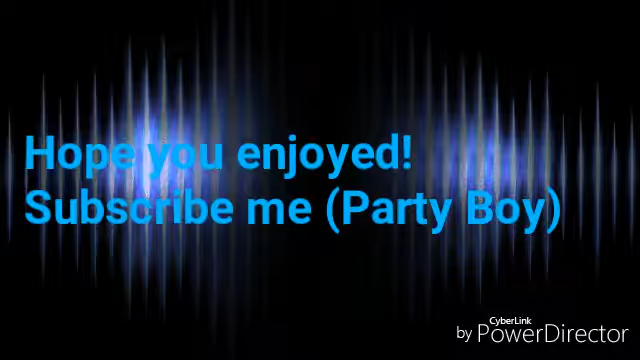 Hope you enjoyed!
Subscribe me (Party Boy)
CyberLink
by PowerDirector